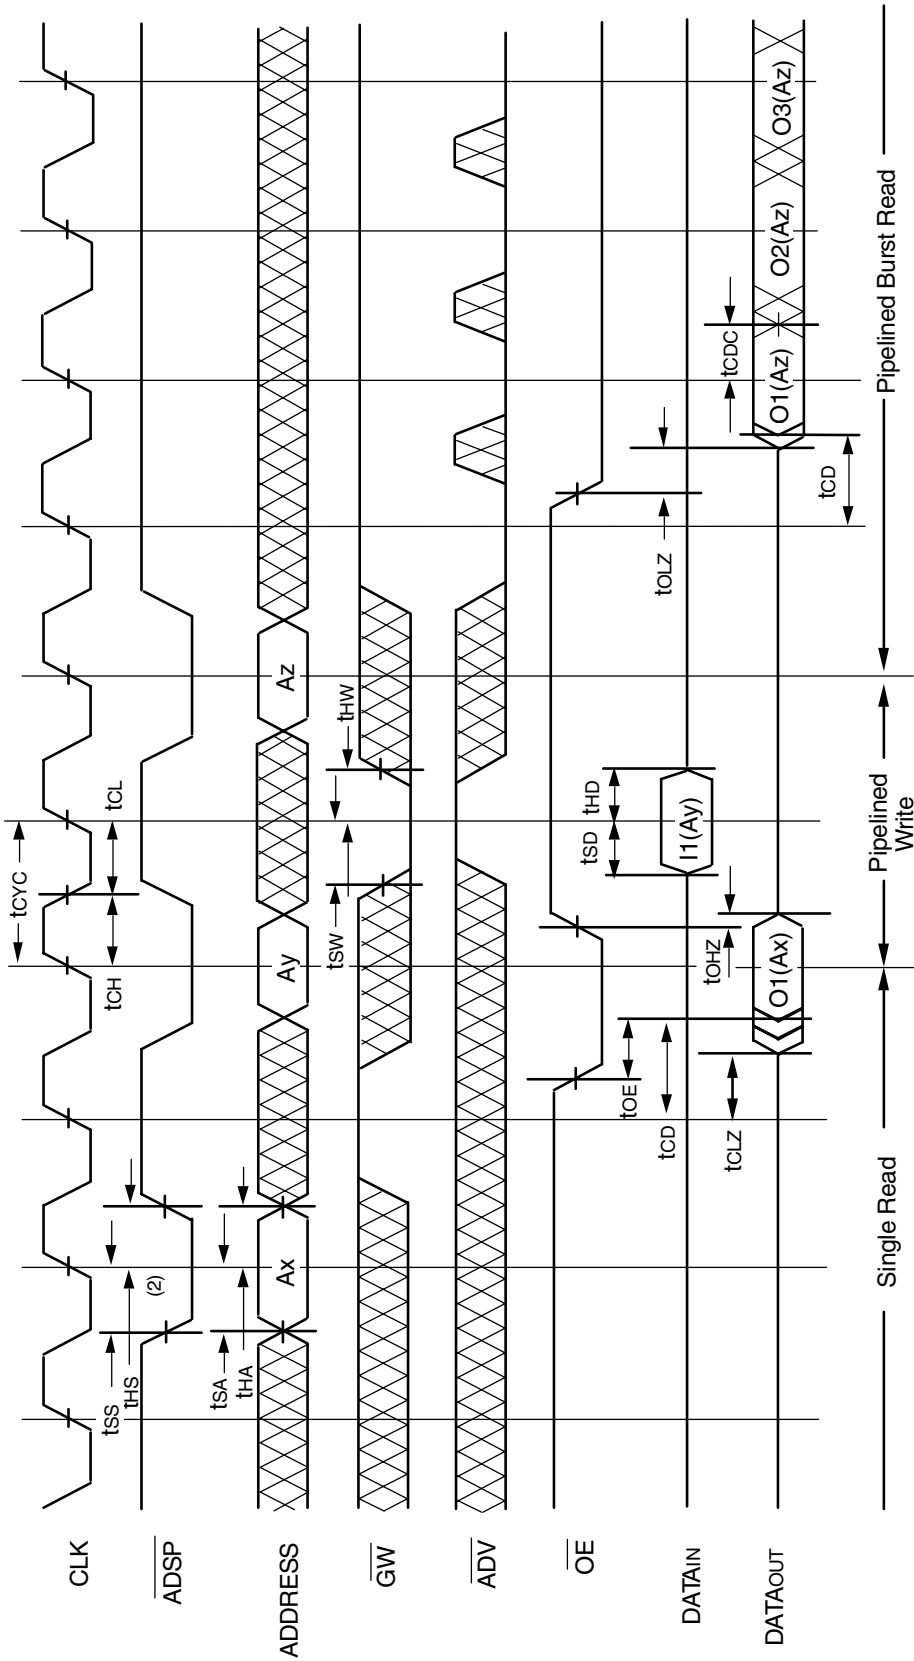 CLK
tCYC
tCH
tCL
ADSP
tSS
tHS
(2)
ADDRESS
tSA
tHA
Ax
Ay
Az
GW
tSW
tHW
ADV
OE
tOE
tOLZ
DATAIN
tCD
tSD
tHD
I1(Ay)
DATAOUT
tCLZ
tOHZ
O1(Ax)
tCDC
tCD
O1(Az)
O2(Az)
O3(Az)
Single Read
Pipelined
Write
Pipelined Burst Read